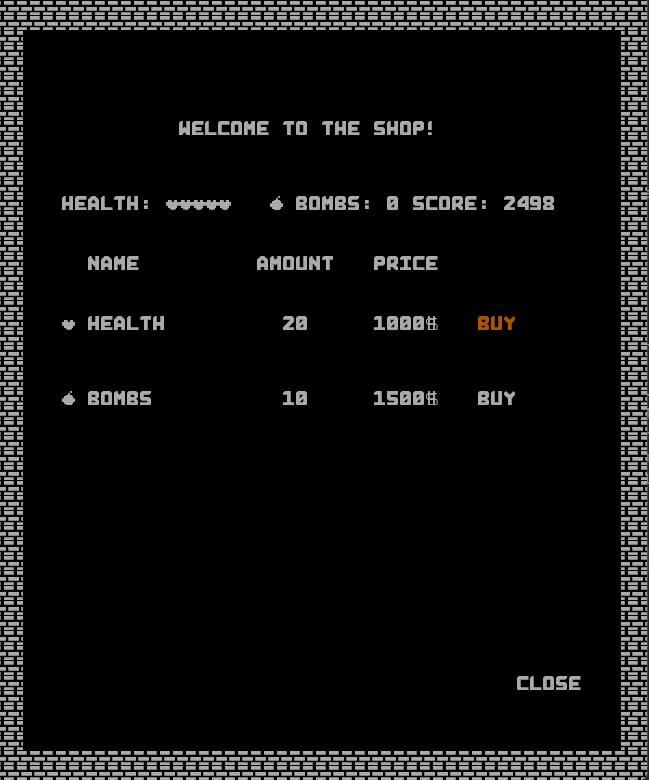 WELCOME TO THE SHOP!
HEALTH: ♥♥♥♥♥ BOMBS: 0 SCORE: 2498
NAME AMOUNT PRICE
♥ HEALTH 20 1000$ BUY
BOMBS 10 1500$ BUY
CLOSE